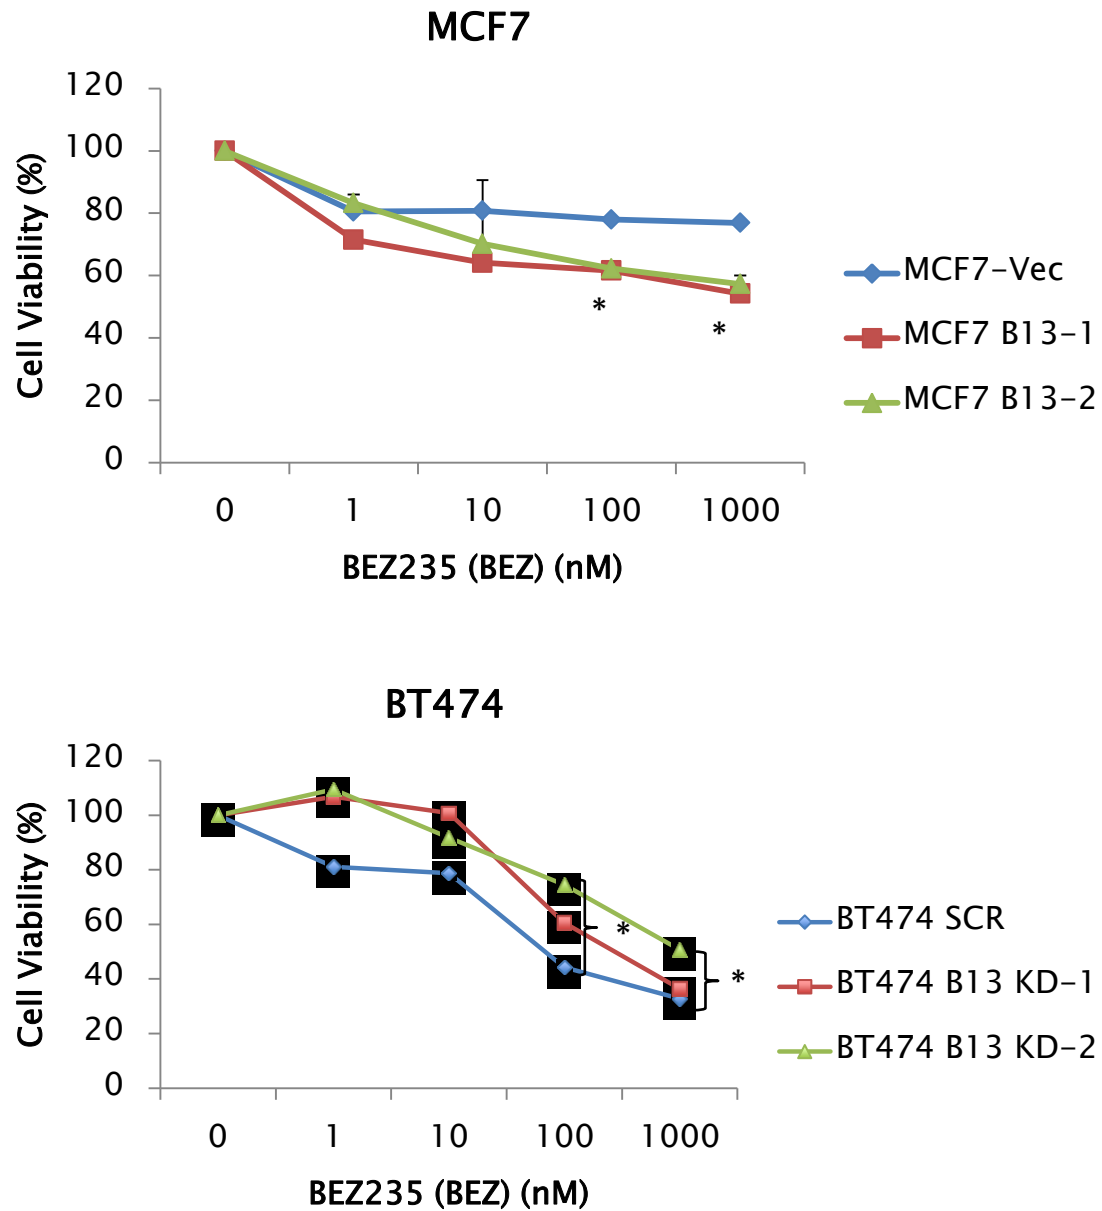 MCF7
120
100
80
60
40
20
0
Cell Viability (%)
0 1 10 100 1000
BEZ235 (BEZ) (nM)
* *
MCF7-Vec
MCF7 B13-1
MCF7 B13-2
BT474
120
100
80
60
40
20
0
Cell Viability (%)
0 1 10 100 1000
BEZ235 (BEZ) (nM)
* *
BT474 SCR
BT474 B13 KD-1
BT474 B13 KD-2